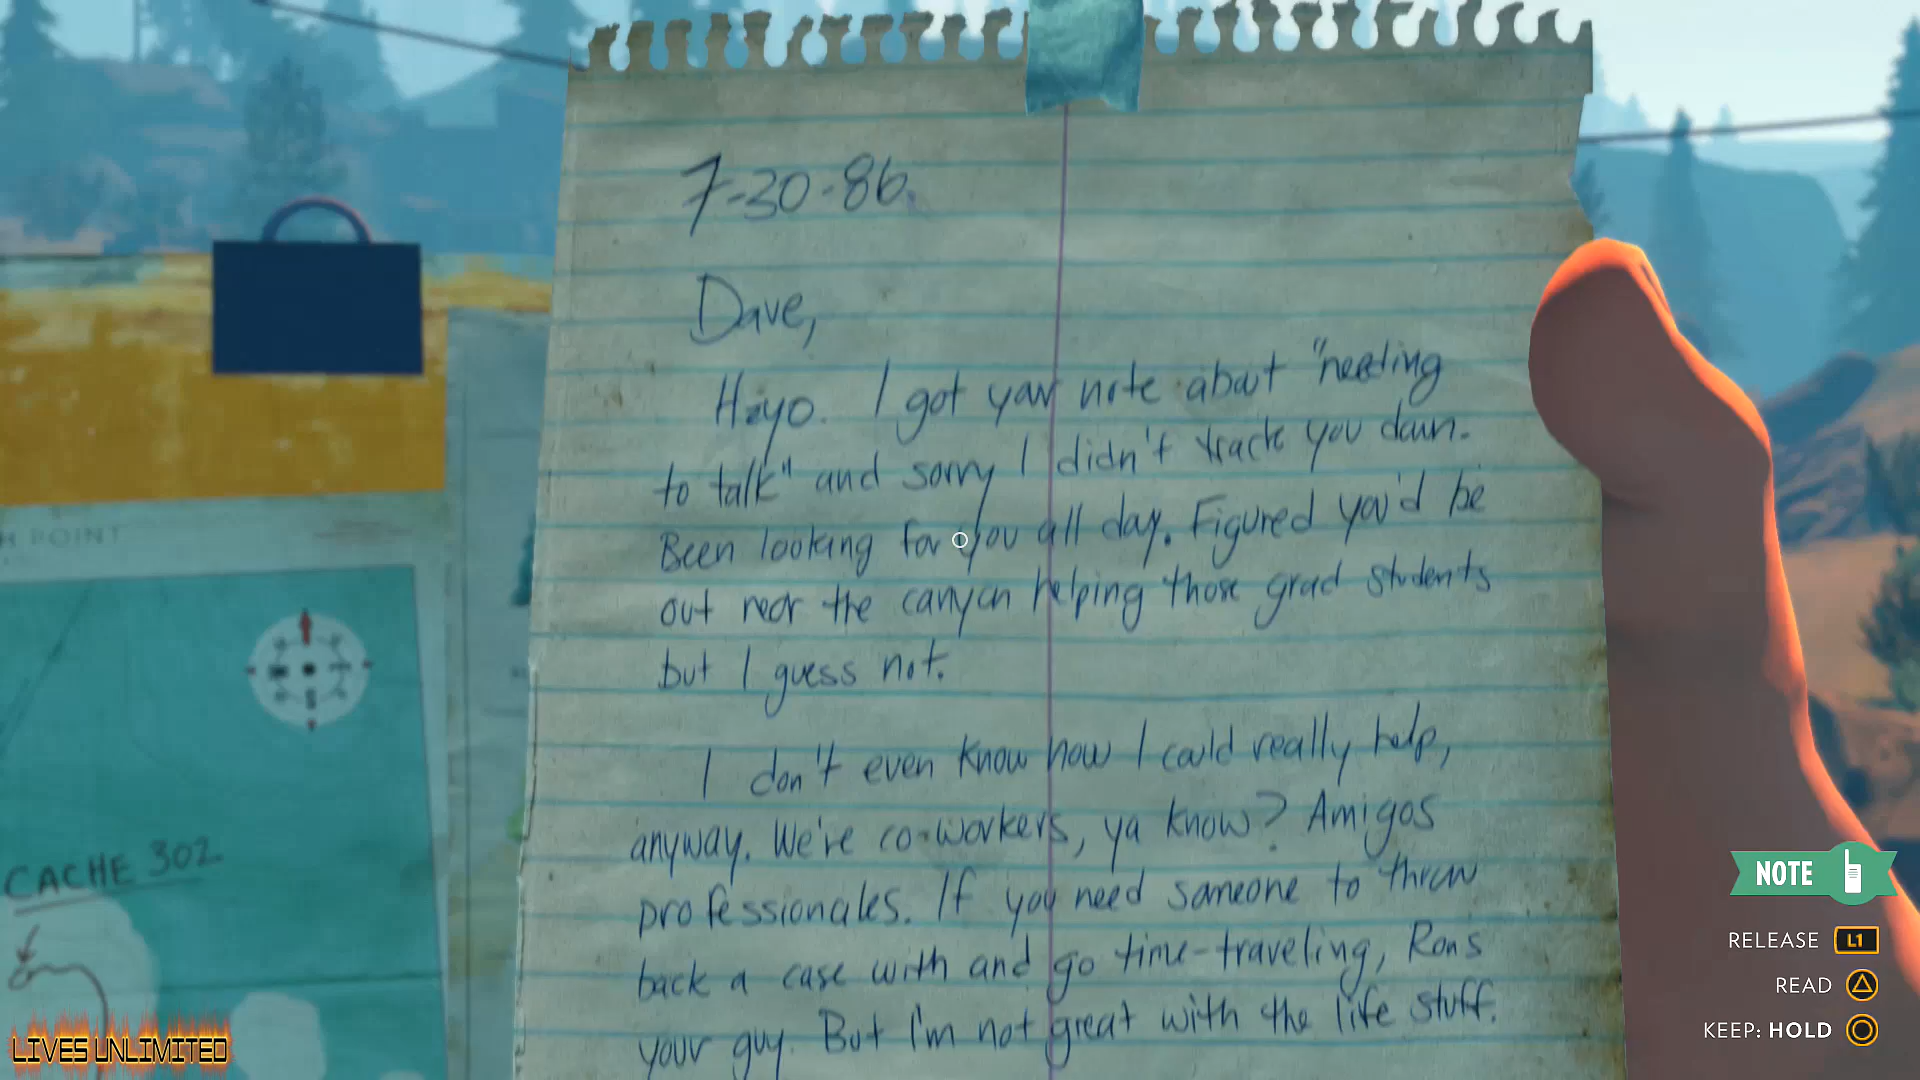 7-30-86.
Dave,
Hayo. I got your note about "needing
to talk" and sorry I didn't track you down.
Been looking for you all day. Figured you'd be
out near the canyon helping those grad students
but I guess not.
I don't even know how I could really help,
anyway. We're co-workers, ya know? Amigos
professionales. If you need someone to throw
back a case with and go time-traveling, Ron's
your guy. But I'm not great with the life stuff.
H POINT
CACHE 302
NOTE
RELEASE L1
READ
KEEP: HOLD
LIVES UNLIMITED